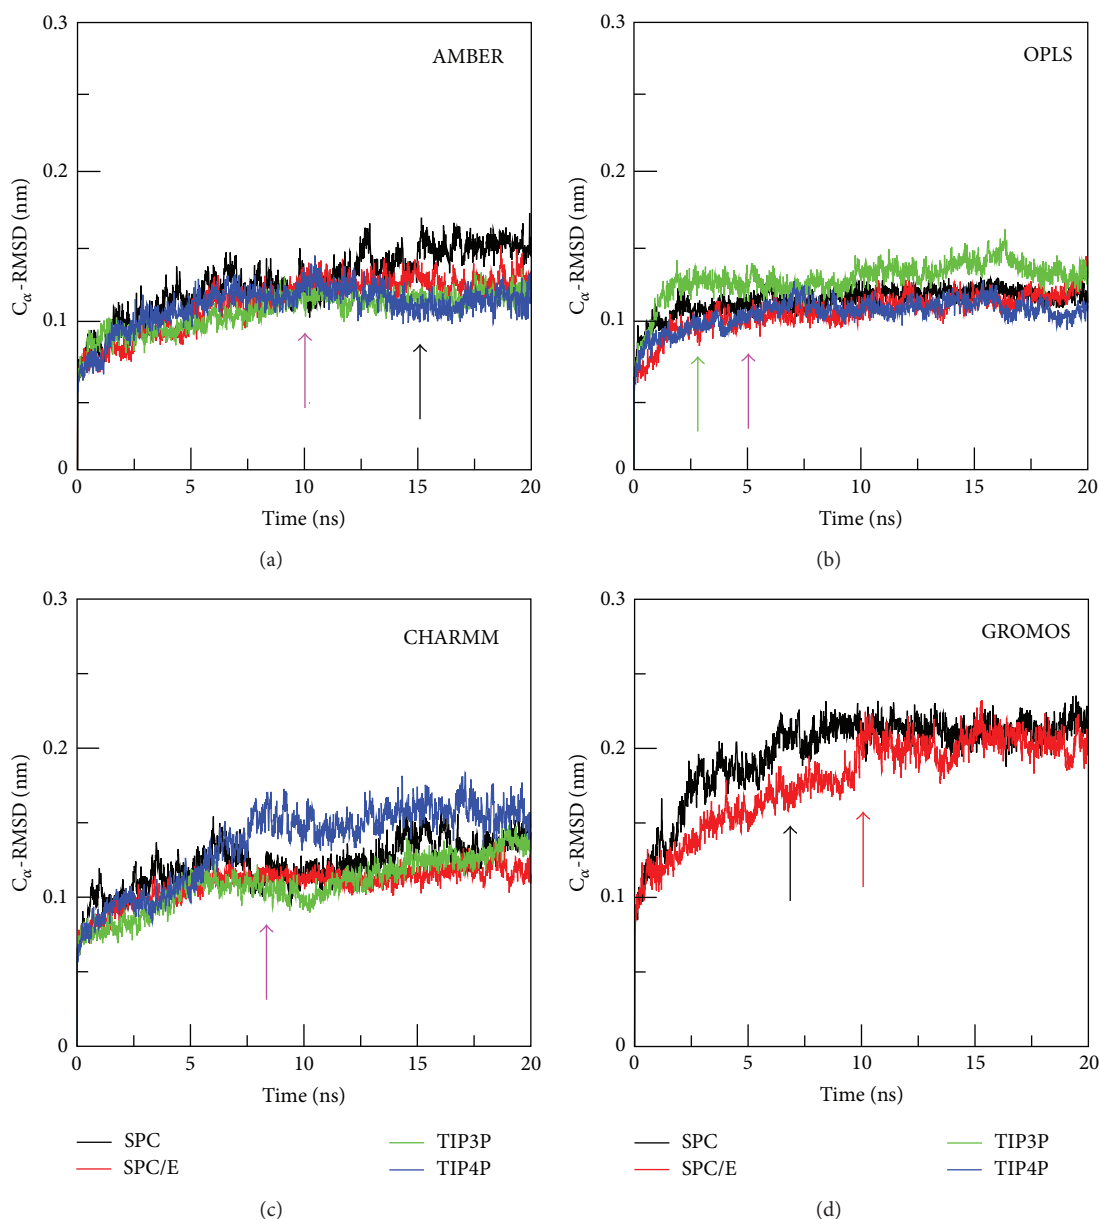 0.3
0.2
0.1
0
Cα-RMSD (nm)
AMBER
0 5 10 15 20
Time (ns)
(a)
0.3
0.2
0.1
0
Cα-RMSD (nm)
OPLS
0 5 10 15 20
Time (ns)
(b)
0.3
0.2
0.1
0
Cα-RMSD (nm)
CHARMM
0 5 10 15 20
Time (ns)
SPC TIP3P
SPC/E TIP4P
(c)
0.3
0.2
0.1
0
Cα-RMSD (nm)
GROMOS
0 5 10 15 20
Time (ns)
SPC TIP3P
SPC/E TIP4P
(d)